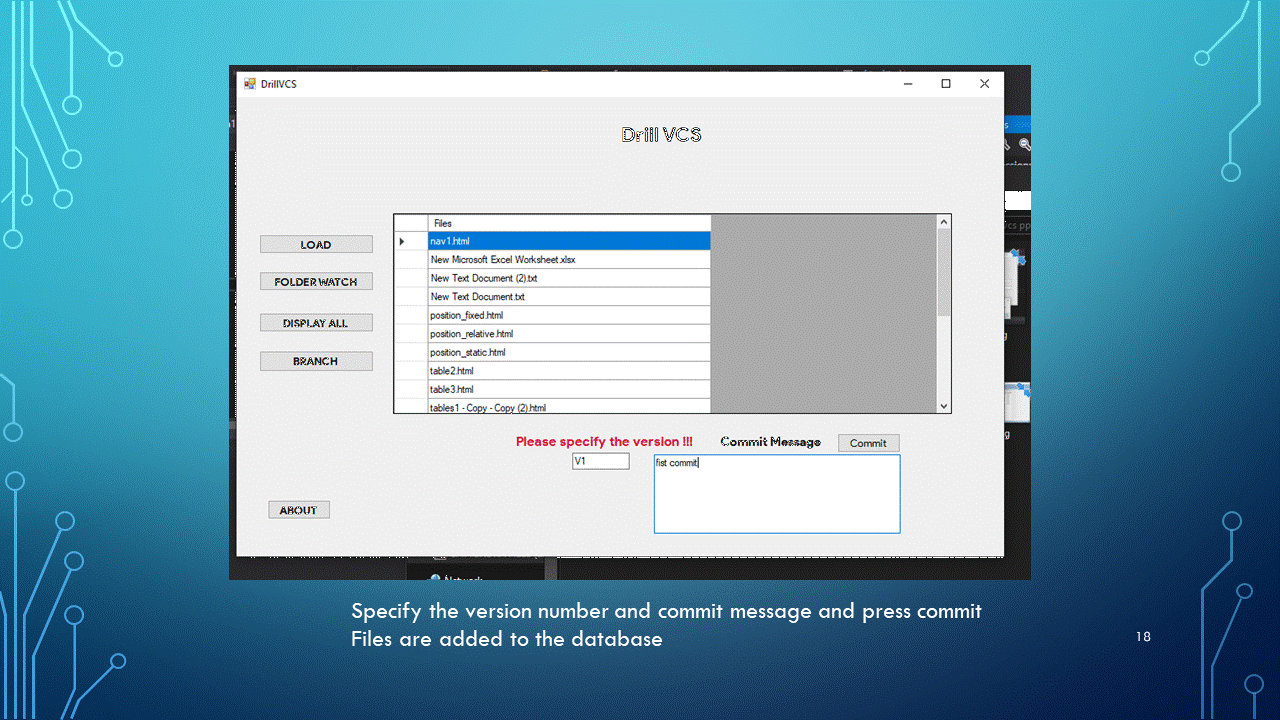 DrillVCS
Drill VCS
Files
LOAD
nav1.html
New Microsoft Excel Worksheet.xlsx
FOLDER WATCH
New Text Document (2).txt
New Text Document.txt
DISPLAY ALL
position_fixed.html
position_relative.html
BRANCH
position_static.html
table2.html
table3.html
tables1 - Copy - Copy (2).html
Please specify the version !!! Commit Message Commit
V1
fist commit
ABOUT
Network
Specify the version number and commit message and press commit
Files are added to the database
18